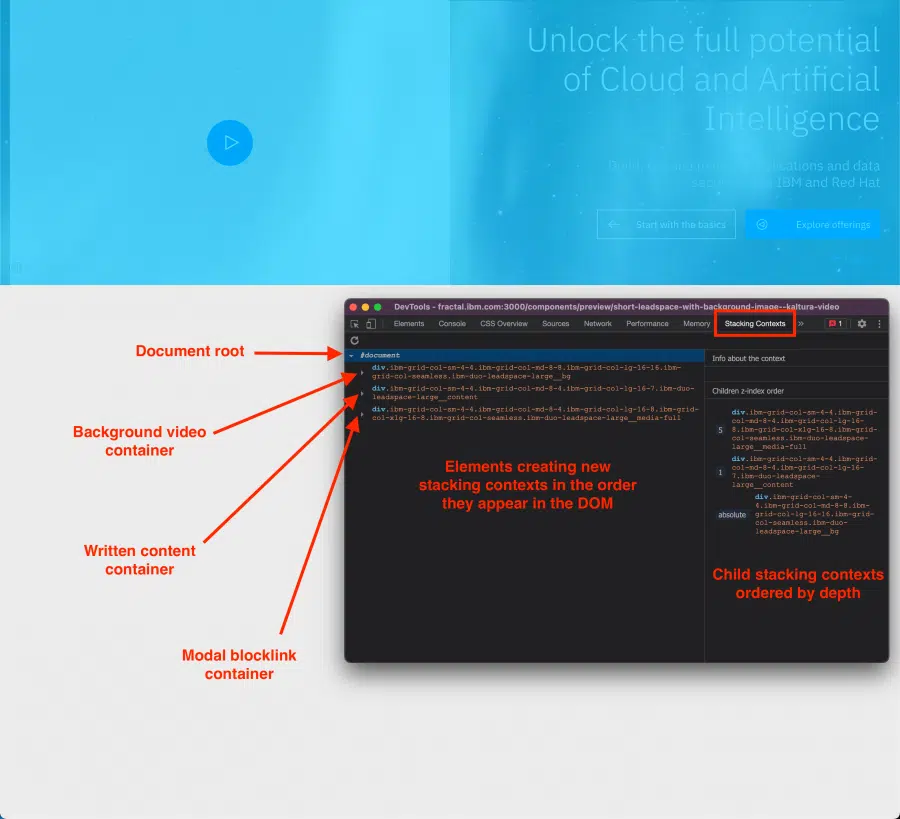 Unlock the full potential
of Cloud and Artificial
Intelligence
and data
IBM and Red Hat
Start with the basics
Explore offerings
DevTools - fractal.ibm.com:3000/components/preview/short-leadspace-with-background-image--kaltura-video
Elements Console CSS Overview Sources Network Performance Memory Stacking Contexts » 1
#document
Info about the context
div.ibm-grid-col-sm-4-4.ibm-grid-col-md-8-8.ibm-grid-col-lg-16-16.ibm-
grid-col-seamless.ibm-duo-leadspace-large__bg
div.ibm-grid-col-sm-4-4.ibm-grid-col-md-8-4.ibm-grid-col-lg-16-7.ibm-duo-
leadspace-large__content
div.ibm-grid-col-sm-4-4.ibm-grid-col-md-8-4.ibm-grid-col-lg-16-8.ibm-grid-
col-xlg-16-8.ibm-grid-col-seamless.ibm-duo-leadspace-large__media-full
Children z-index order
5
div.ibm-grid-col-sm-4-4.ibm-grid-
col-md-8-4.ibm-grid-col-lg-16-
8.ibm-grid-col-xlg-16-8.ibm-grid-
col-seamless.ibm-duo-leadspace-
large__media-full
1
div.ibm-grid-col-sm-4-4.ibm-grid-
col-md-8-4.ibm-grid-col-lg-16-
7.ibm-duo-leadspace-
large__content
absolute
div.ibm-grid-col-sm-4-
4.ibm-grid-col-md-8-8.ibm-
grid-col-lg-16-16.ibm-grid-
col-seamless.ibm-duo-
leadspace-large__bg
Document root
Background video
container
Written content
container
Modal blocklink
container
Elements creating new
stacking contexts in the order
they appear in the DOM
Child stacking contexts
ordered by depth